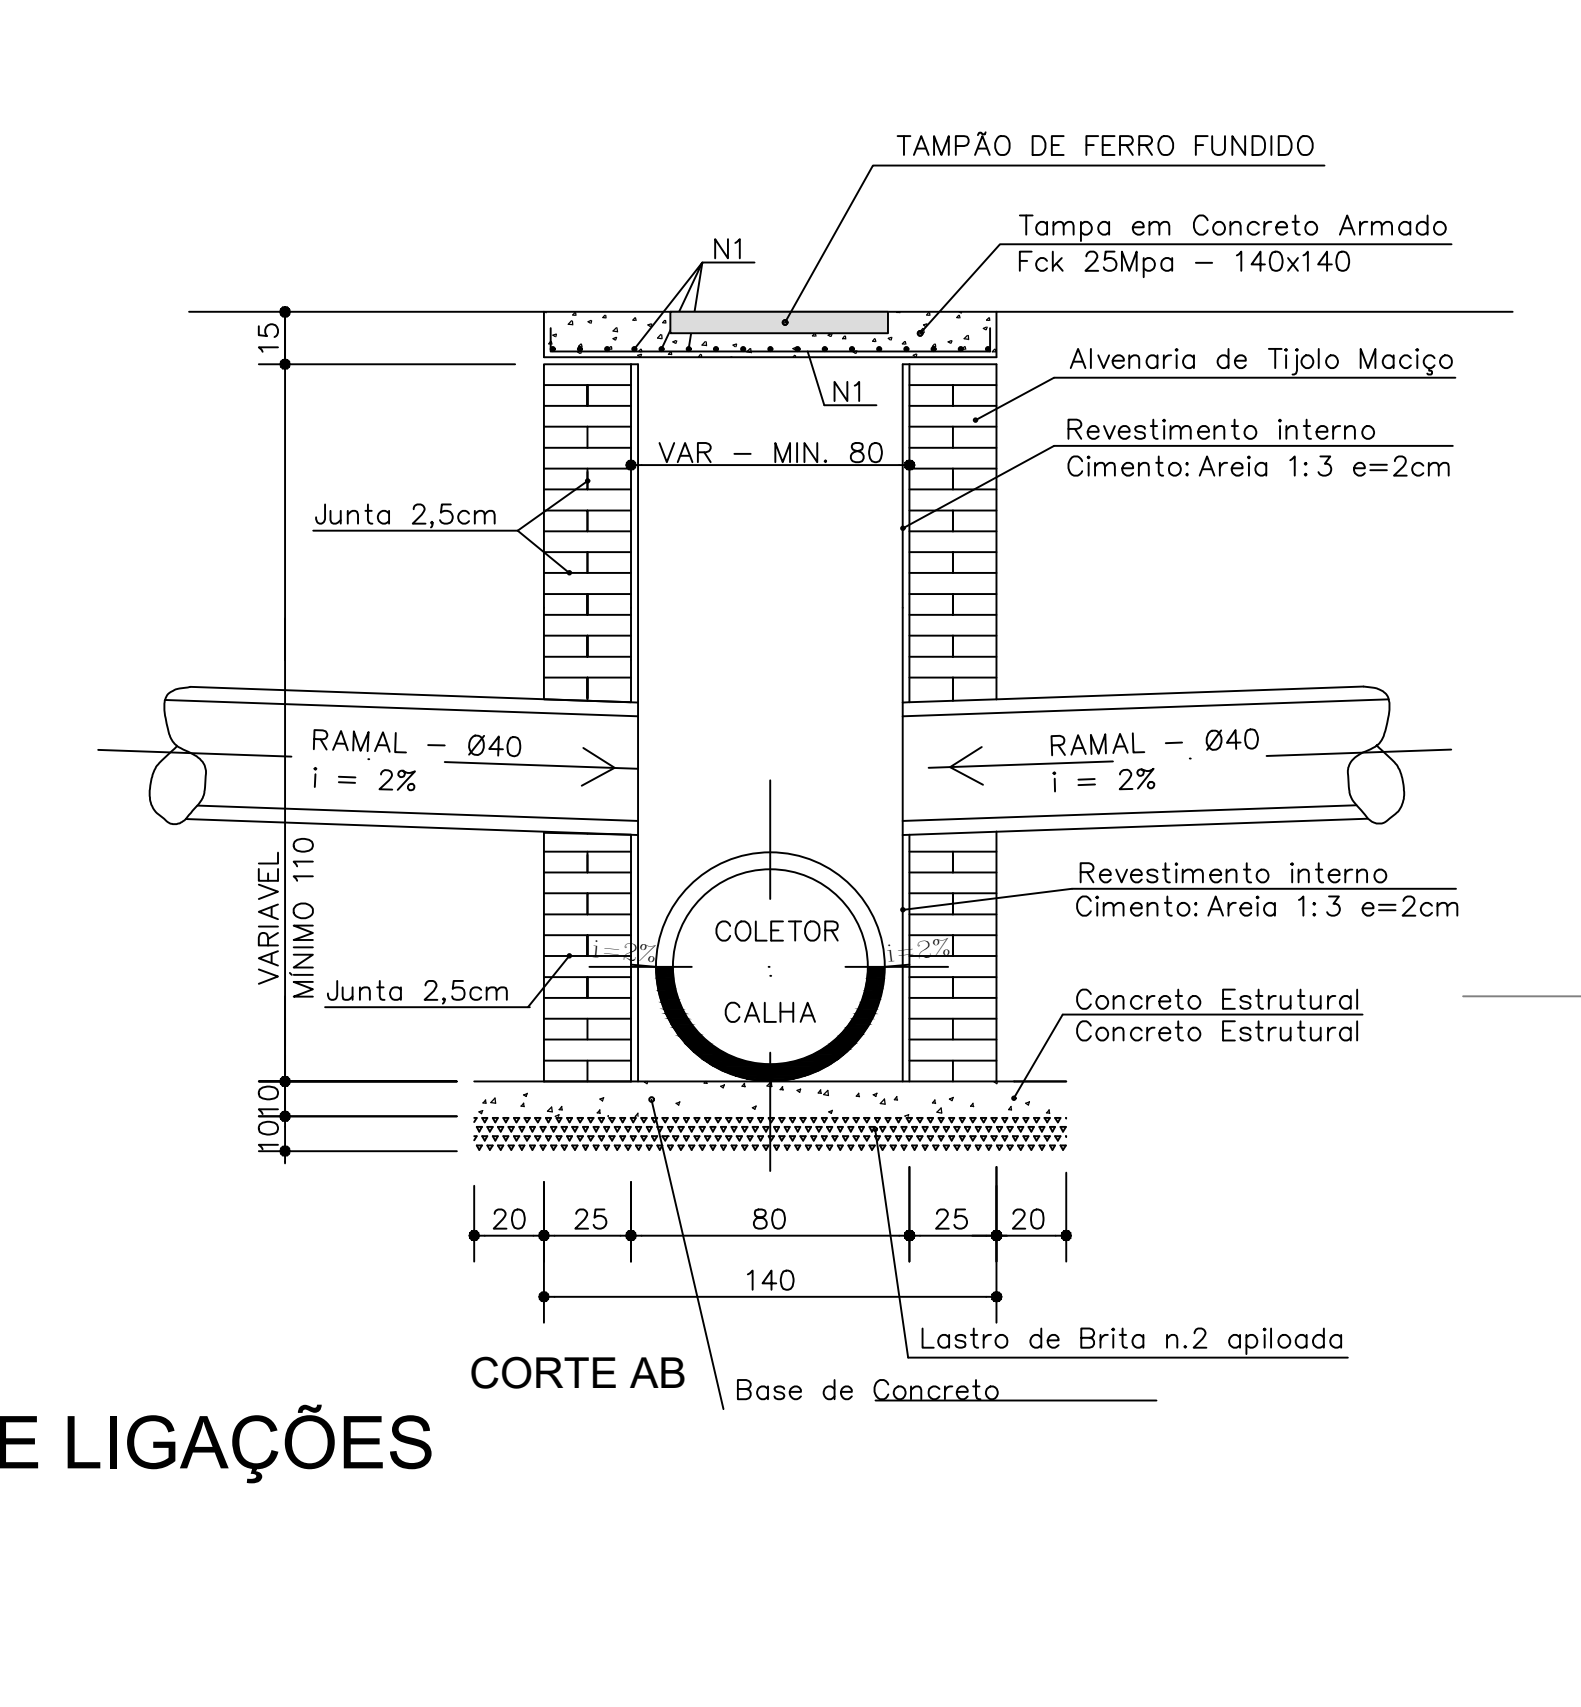 TAMPÃO DE FERRO FUNDIDO
Tampa em Concreto Armado
Fck 25Mpa – 140x140
N1
15
Alvenaria de Tijolo Maciço
N1
Revestimento interno
Cimento: Areia 1:3 e=2cm
VAR – MIN. 80
Junta 2,5cm
RAMAL – Ø40
i = 2%
RAMAL – Ø40
i = 2%
VARIAVEL
MÍNIMO 110
Revestimento interno
Cimento: Areia 1:3 e=2cm
COLETOR
i=2%
i=2%
CALHA
Junta 2,5cm
Concreto Estrutural
Concreto Estrutural
10
10
20 25 80 25 20
140
Lastro de Brita n.2 apiloada
Base de Concreto
CORTE AB
E LIGAÇÕES